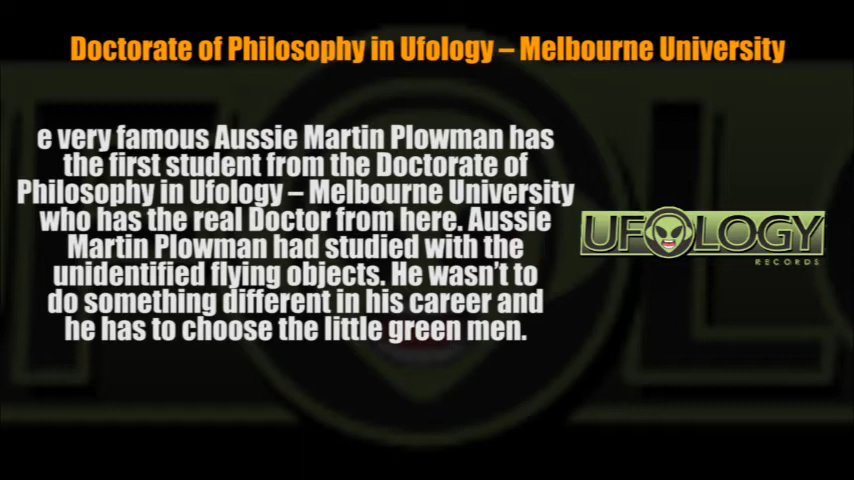 Doctorate of Philosophy in Ufology – Melbourne University
e very famous Aussie Martin Plowman has
the first student from the Doctorate of
Philosophy in Ufology – Melbourne University
who has the real Doctor from here. Aussie
Martin Plowman had studied with the
unidentified flying objects. He wasn't to
do something different in his career and
he has to choose the little green men.
UFOLOGY
RECORDS